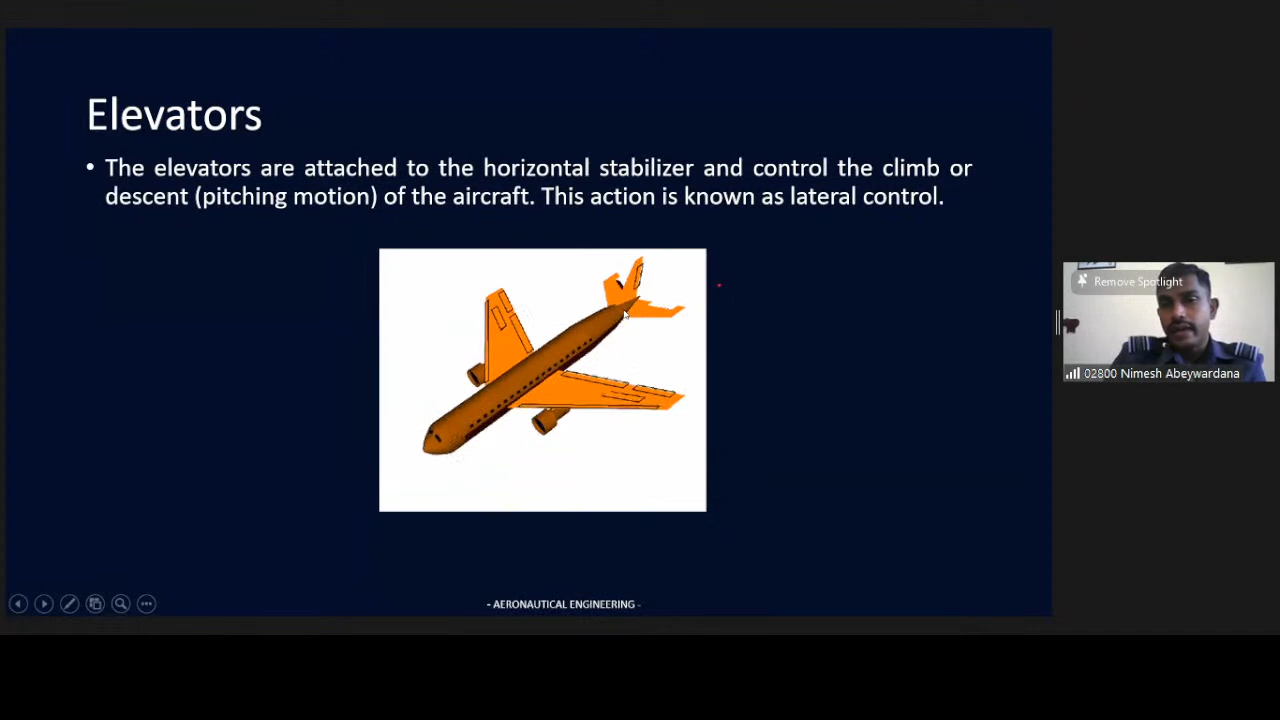 Elevators
• The elevators are attached to the horizontal stabilizer and control the climb or
descent (pitching motion) of the aircraft. This action is known as lateral control.
Remove Spotlight
02800 Nimesh Abeywardana
- AERONAUTICAL ENGINEERING -